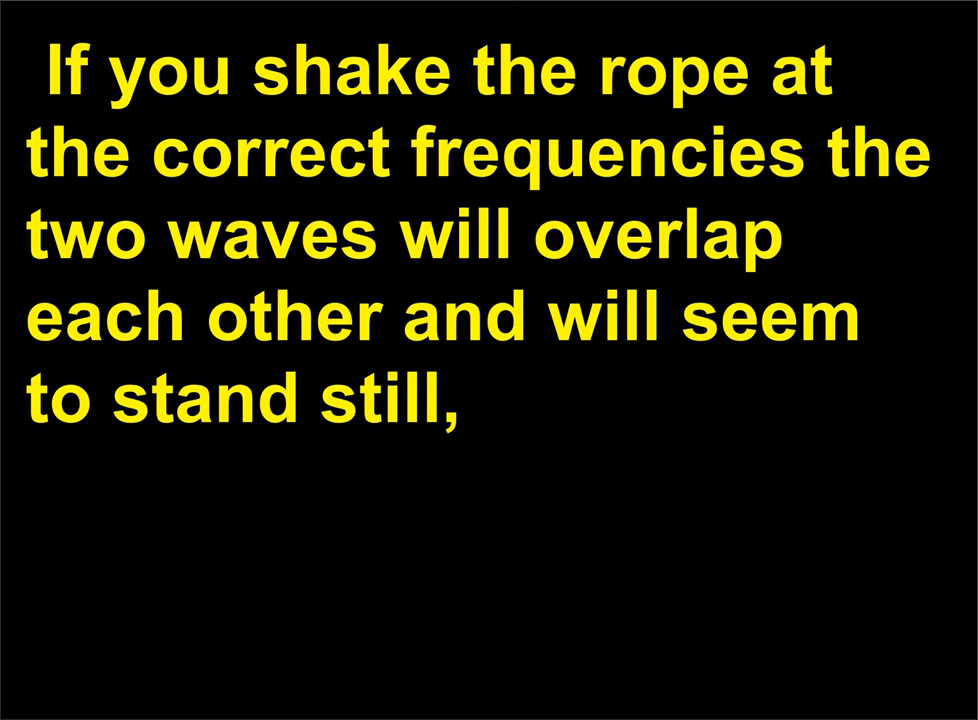 If you shake the rope at
the correct frequencies the
two waves will overlap
each other and will seem
to stand still,